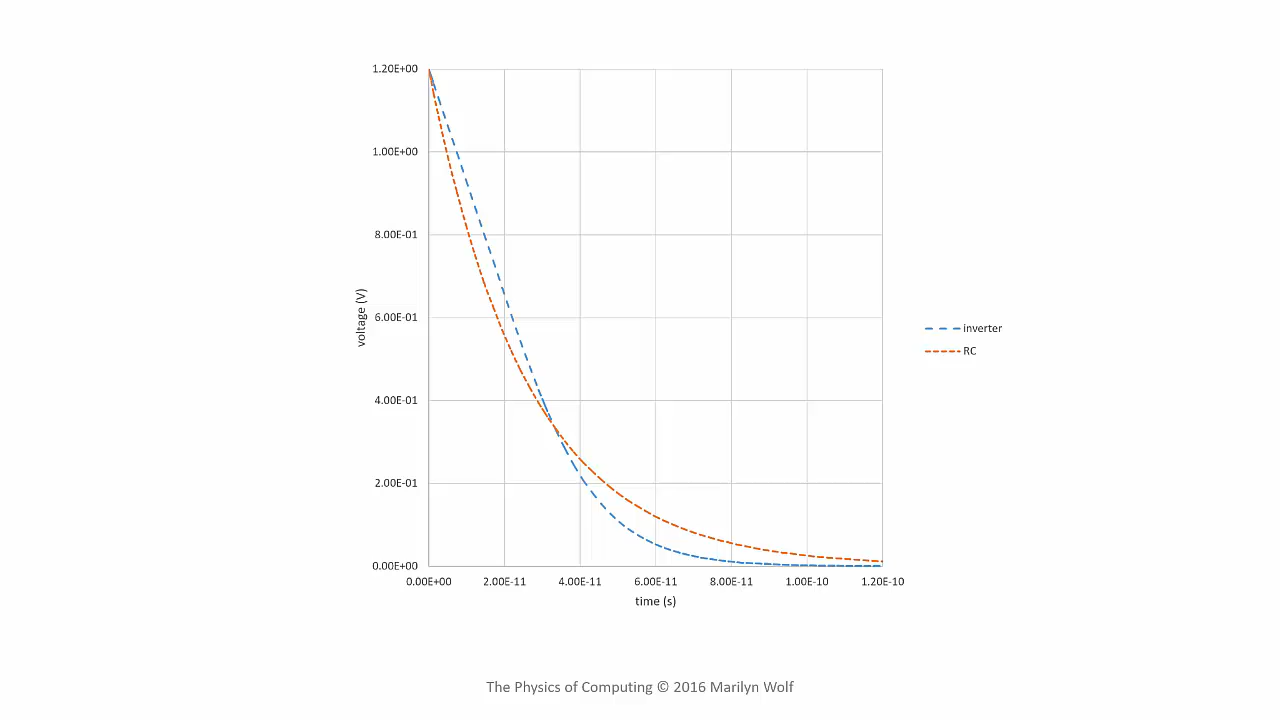 1.20E+00
1.00E+00
8.00E-01
6.00E-01
4.00E-01
2.00E-01
0.00E+00
voltage (V)
0.00E+00 2.00E-11 4.00E-11 6.00E-11 8.00E-11 1.00E-10 1.20E-10
time (s)
inverter
RC
The Physics of Computing © 2016 Marilyn Wolf